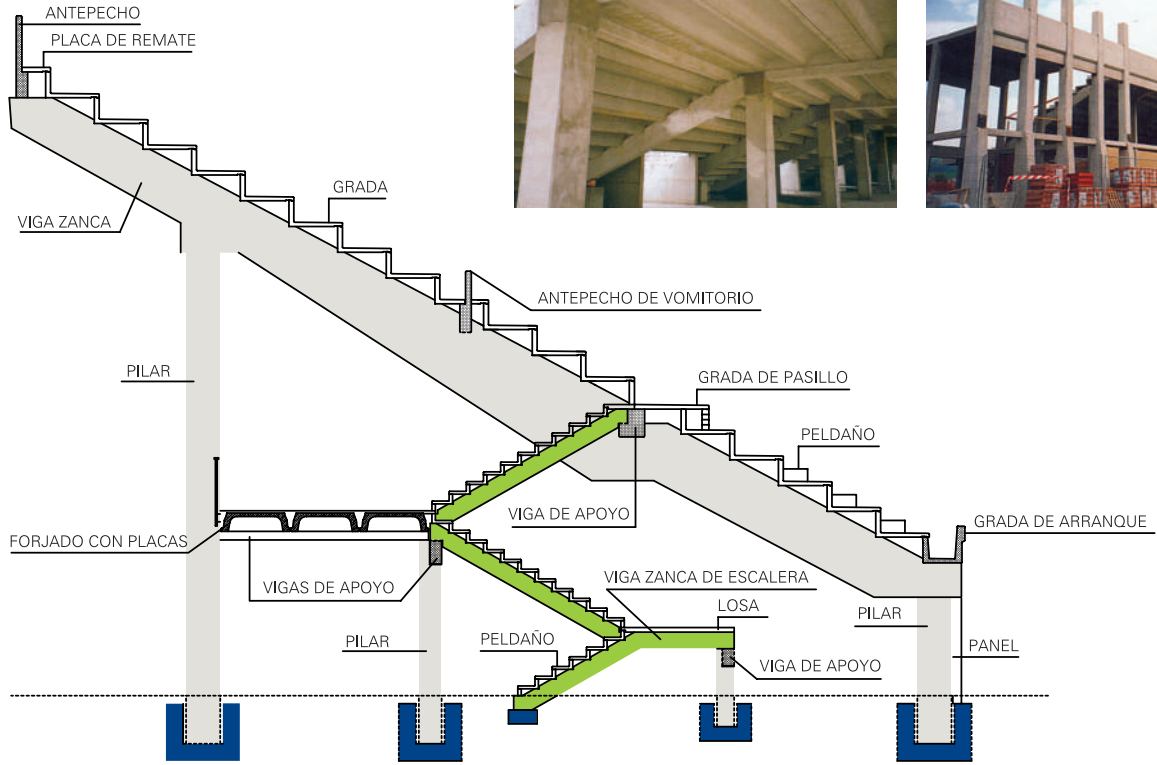 ANTEPECHO
PLACA DE REMATE
GRADA
VIGA ZANCA
ANTEPECHO DE VOMITORIO
PILAR
GRADA DE PASILLO
PELDAÑO
VIGA DE APOYO
GRADA DE ARRANQUE
FORJADO CON PLACAS
VIGAS DE APOYO
VIGA ZANCA DE ESCALERA
LOSA
PILAR
PILAR
PELDAÑO
PANEL
VIGA DE APOYO